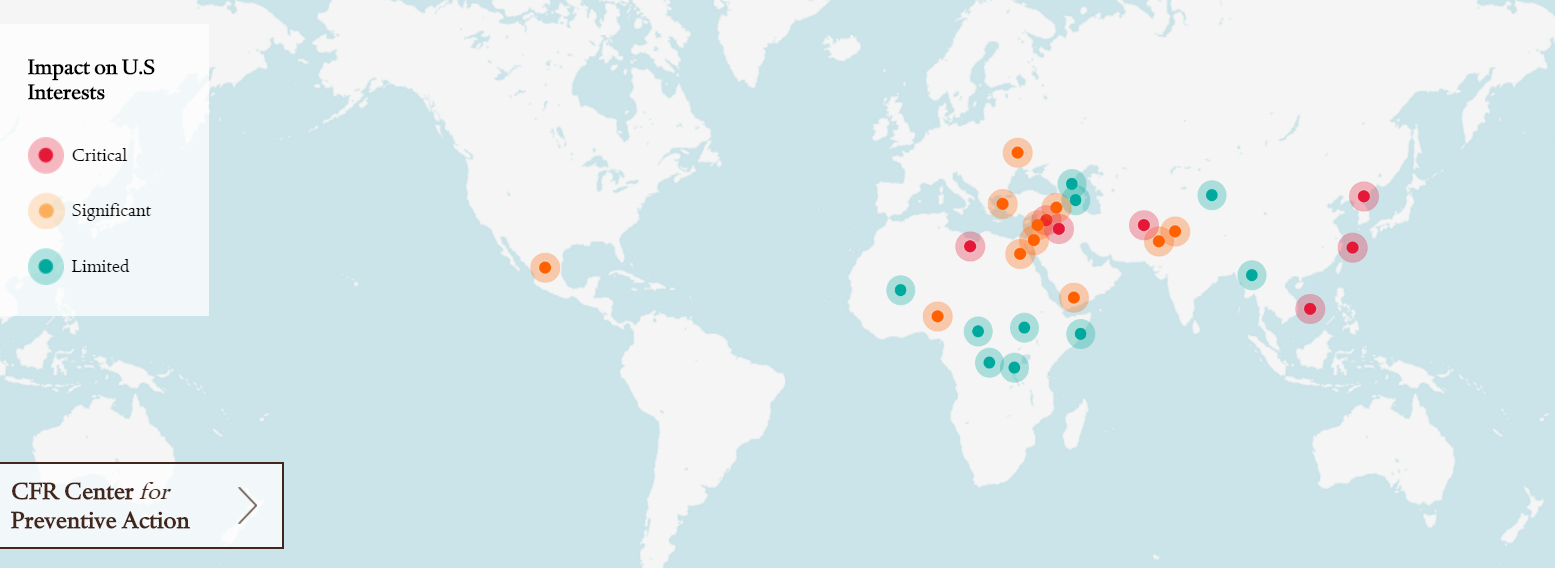 Impact on U.S
Interests
Critical
Significant
Limited
CFR Center for
Preventive Action